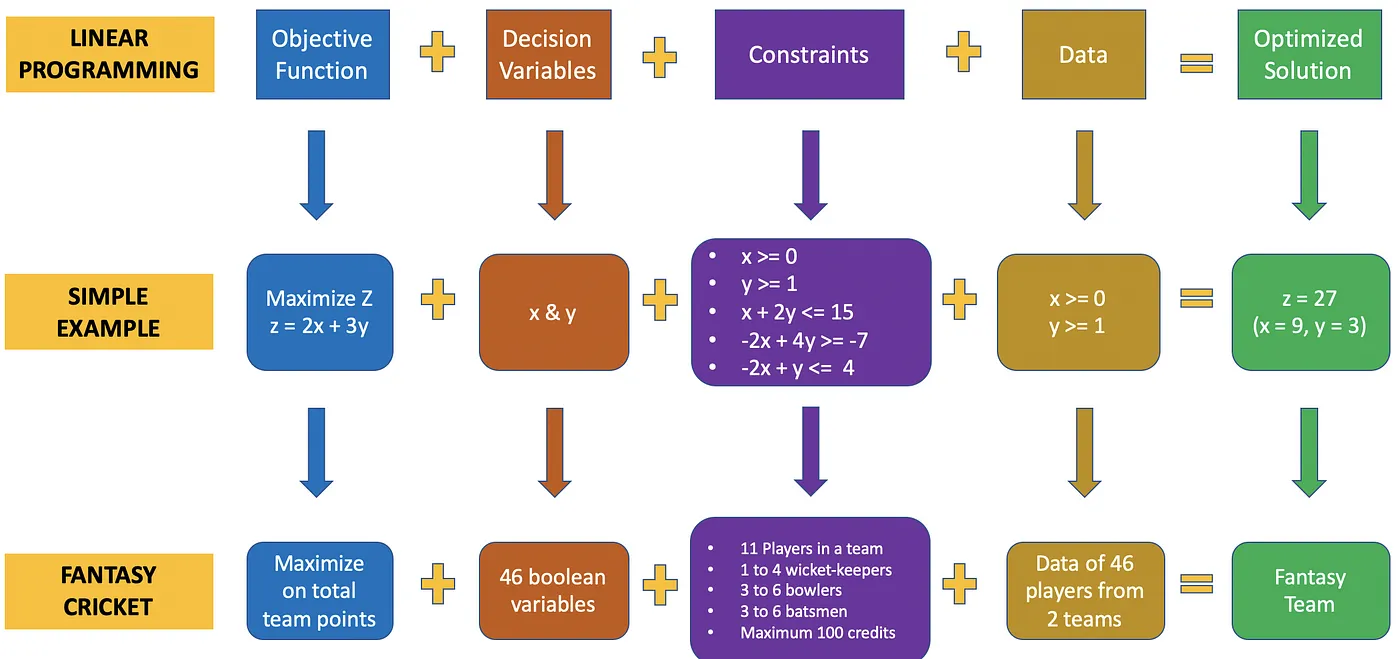 LINEAR
PROGRAMMING
Objective
Function
Decision
Variables
Constraints
Data
Optimized
Solution
SIMPLE
EXAMPLE
Maximize Z
z = 2x + 3y
x & y
• x >= 0
• y >= 1
• x + 2y <= 15
• -2x + 4y >= -7
• -2x + y <= 4
x >= 0
y >= 1
z = 27
(x = 9, y = 3)
FANTASY
CRICKET
Maximize
on total
team points
46 boolean
variables
• 11 Players in a team
• 1 to 4 wicket-keepers
• 3 to 6 bowlers
• 3 to 6 batsmen
• Maximum 100 credits
Data of 46
players from
2 teams
Fantasy
Team